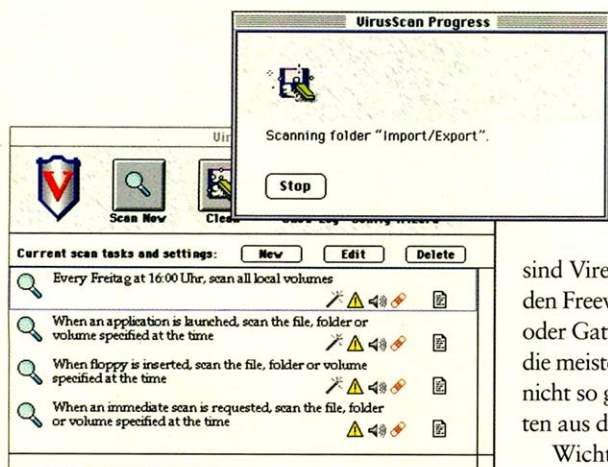 VirusScan Progress
Scanning folder "Import/Export".
Stop
Scan Now
Current scan tasks and settings:
New
Edit
Delete
Every Freitag at 16:00 Uhr, scan all local volumes
When an application is launched, scan the file, folder or
volume specified at the time
When floppy is inserted, scan the file, folder or volume
specified at the time
When an immediate scan is requested, scan the file, folder
or volume specified at the time
sind Vire
den Freev
oder Gat
die meist
nicht so g
ten aus d
Wicht